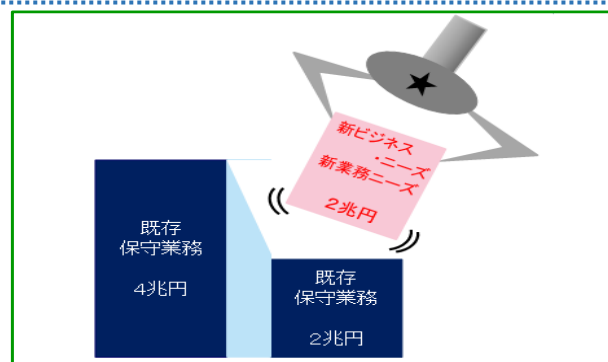 新ビジネス
・ニーズ
新業務ニーズ
2兆円
既存
保守業務
4兆円
既存
保守業務
2兆円